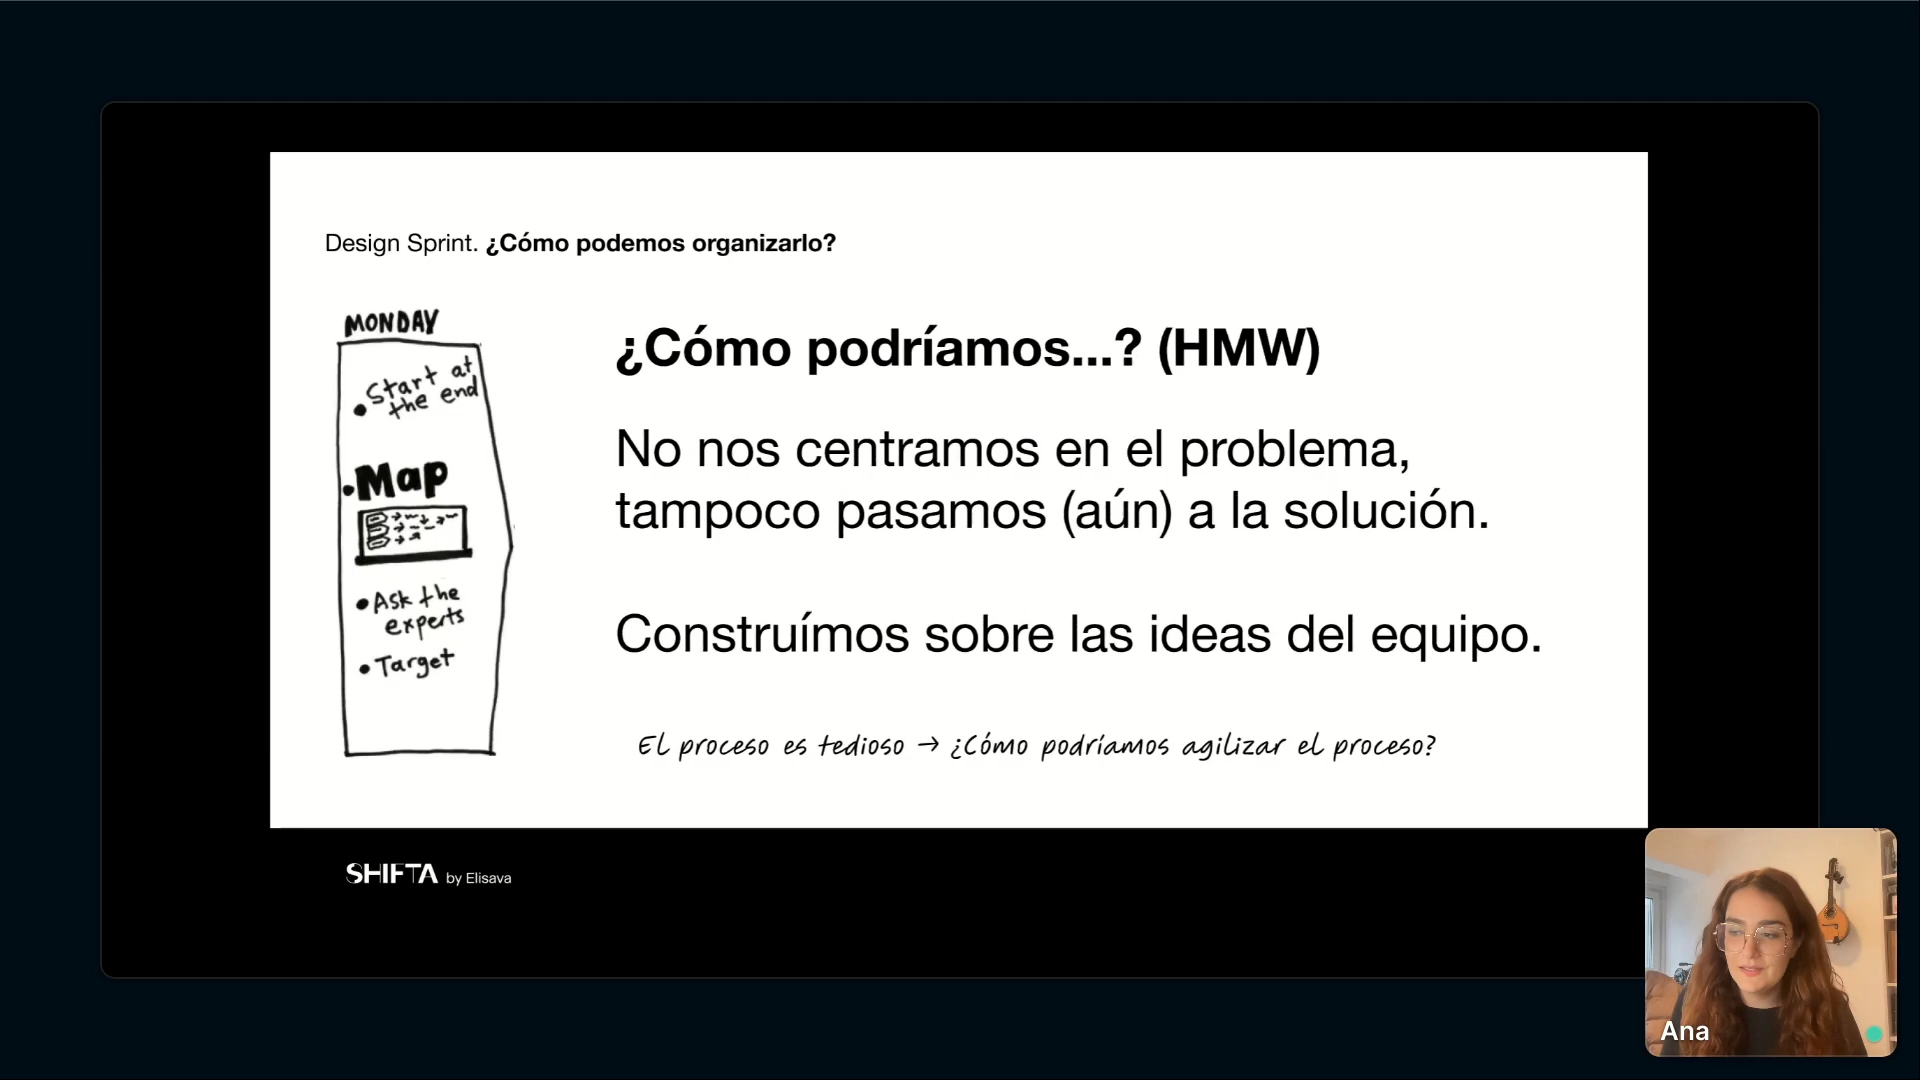 Design Sprint. ¿Cómo podemos organizarlo?
MONDAY
• Start at
the end
• Map
• Ask the
experts
• Target
¿Cómo podríamos...? (HMW)
No nos centramos en el problema,
tampoco pasamos (aún) a la solución.
Construímos sobre las ideas del equipo.
El proceso es tedioso → ¿Cómo podríamos agilizar el proceso?
SHIFTA by Elisava
Ana